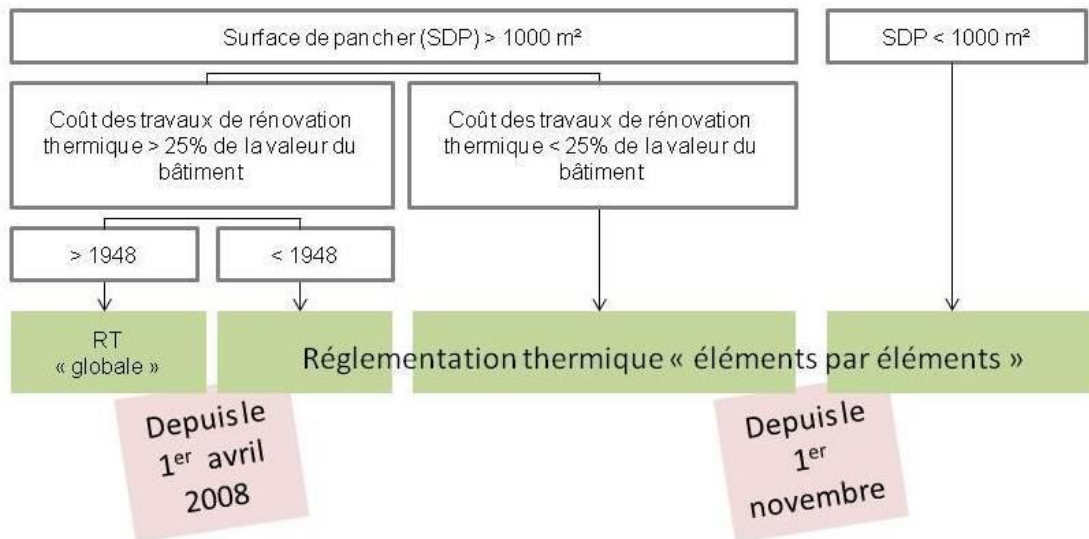 Surface de pancher (SDP) > 1000 m²
SDP < 1000 m²
Coût des travaux de rénovation
thermique > 25% de la valeur du
bâtiment
Coût des travaux de rénovation
thermique < 25% de la valeur du
bâtiment
> 1948
< 1948
RT
« globale »
Réglementation thermique « éléments par éléments »
Depuis le
1er avril
2008
Depuis le
1er
novembre